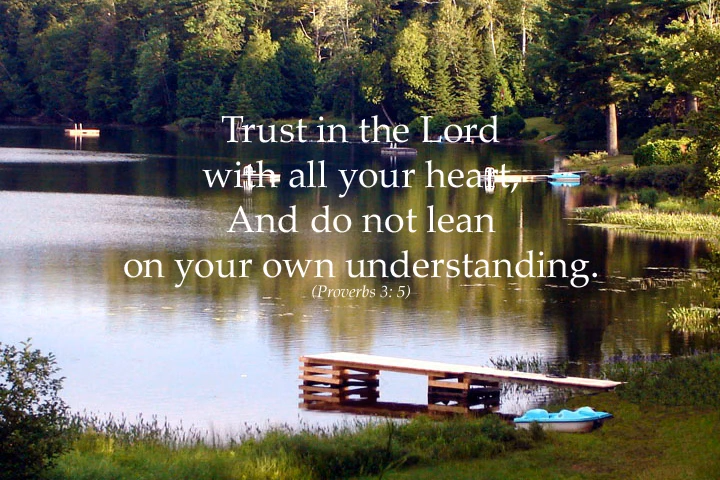 Trust in the Lord
with all your heart,
And do not lean
on your own understanding.
(Proverbs 3: 5)